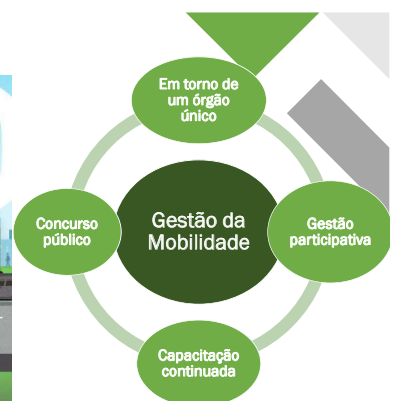 Em torno de
um órgão
único
Concurso
público
Gestão da
Mobilidade
Gestão
participativa
Capacitação
continuada